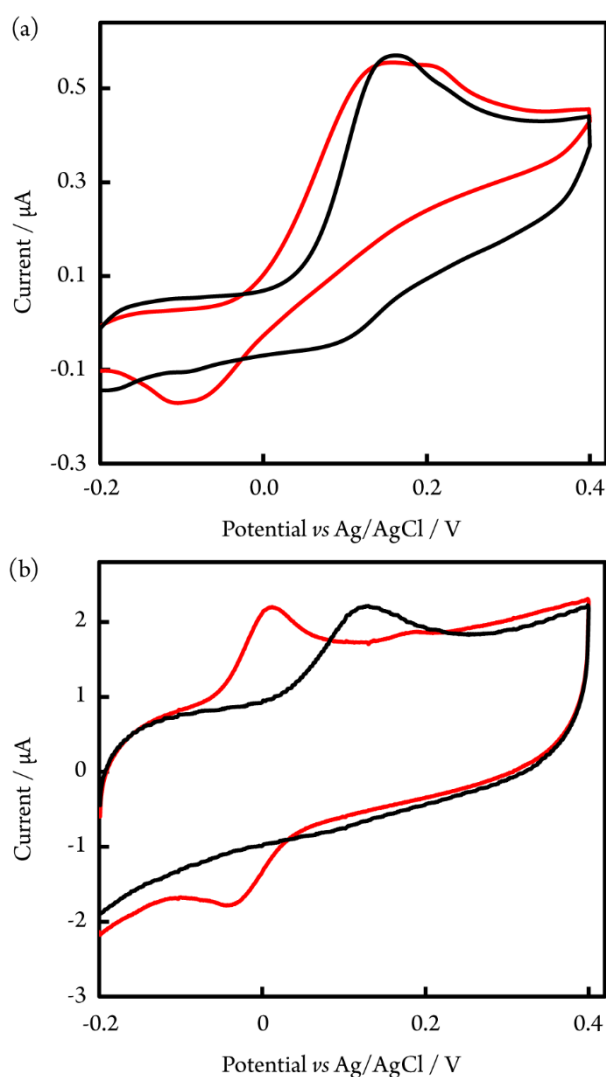 (a)
0.5
0.3
0.1
-0.1
-0.3
Current / µA
-0.2 0.0 0.2 0.4
Potential vs Ag/AgCl / V
(b)
2
1
0
-1
-2
-3
Current / µA
-0.2 0 0.2 0.4
Potential vs Ag/AgCl / V